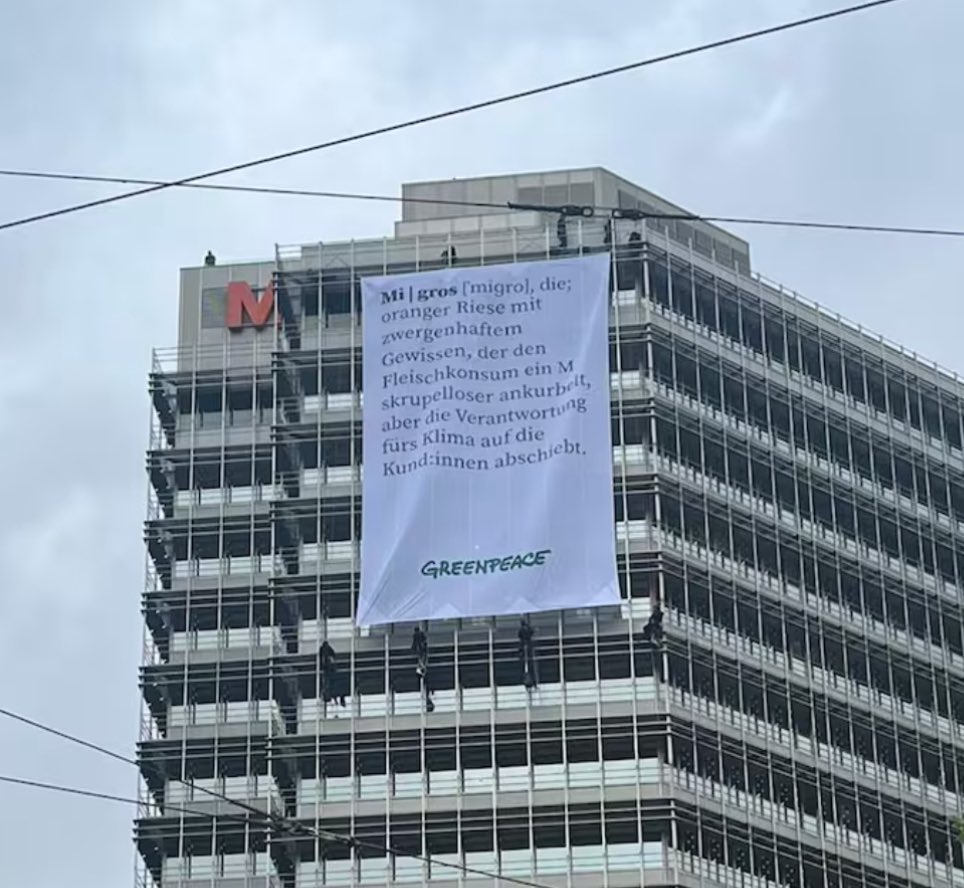 M
Mi|gros [ˈmigro], die;
oranger Riese mit
zwergenhaftem
Gewissen, der den
Fleischkonsum ein M
skrupelloser ankurbelt,
aber die Verantwortung
fürs Klima auf die
Kund:innen abschiebt.
GREENPEACE